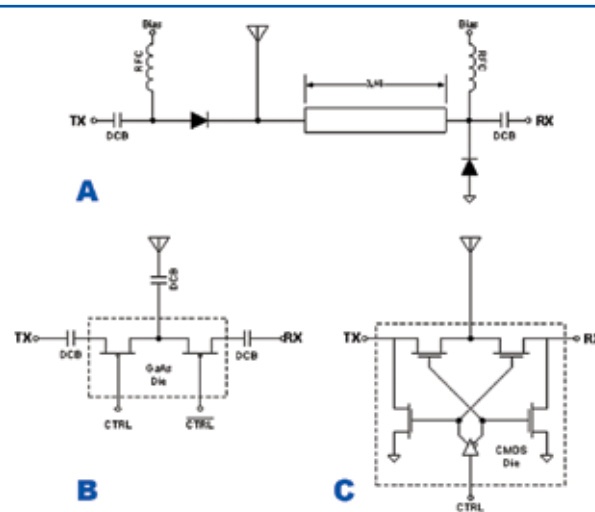 Bias
RFC
TX
DCB
Bias
RFC
DCB
RX
A
DCB
TX
DCB
GaAs
Die
DCB
RX
CTRL
CTRL
B
TX
RX
CMOS
Die
CTRL
C